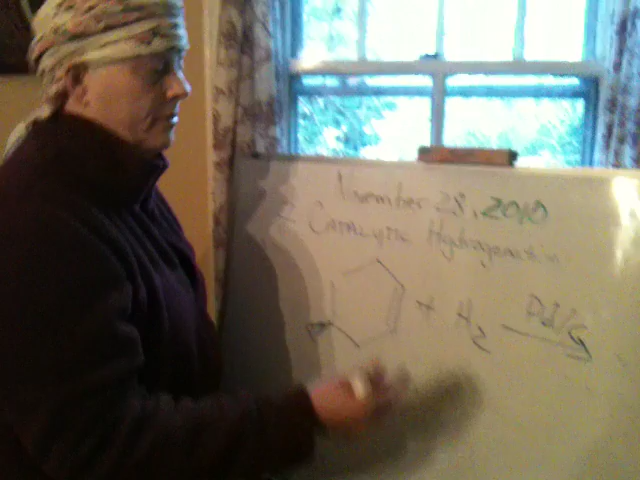 November 28, 2010
Catalytic Hydrogenation
+ H2 Pd/C